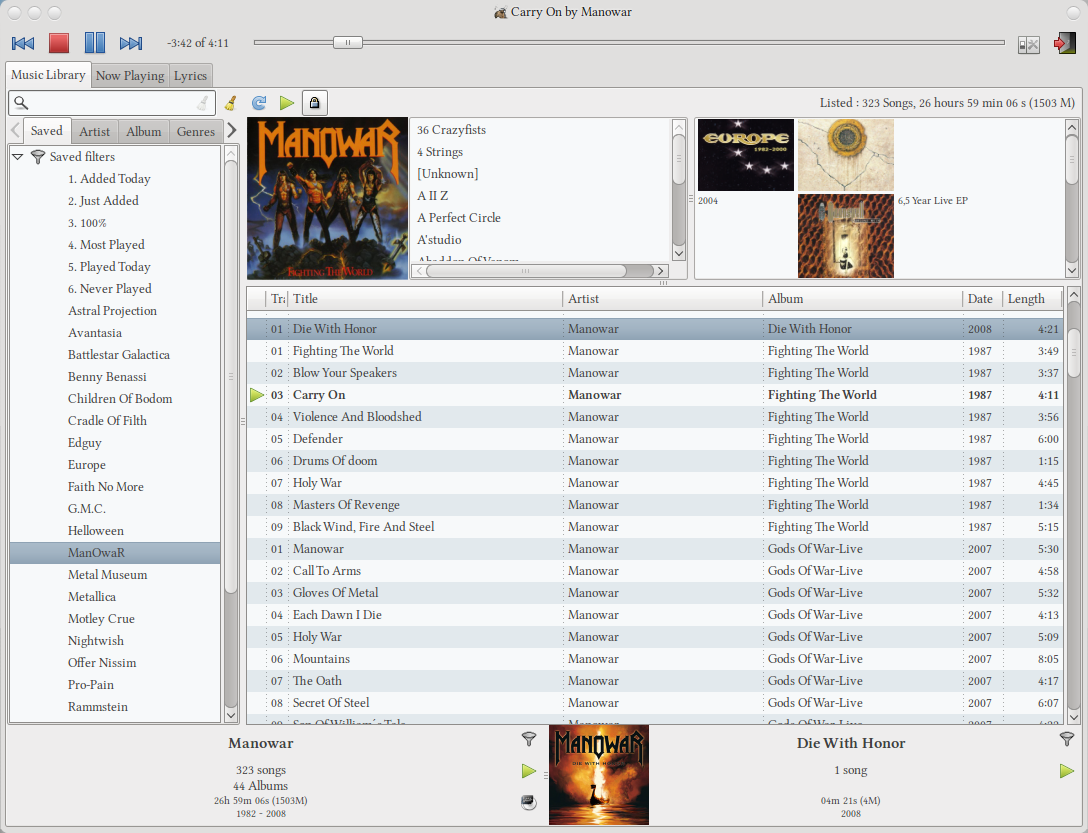 Carry On by Manowar
-3:42 of 4:11
Music Library
Now Playing
Lyrics
Listed : 323 Songs, 26 hours 59 min 06 s (1503 M)
Saved
Artist
Album
Genres
Saved filters
1. Added Today
2. Just Added
3. 100%
4. Most Played
5. Played Today
6. Never Played
Astral Projection
Avantasia
Battlestar Galactica
Benny Benassi
Children Of Bodom
Cradle Of Filth
Edguy
Europe
Faith No More
G.M.C.
Helloween
ManOwaR
Metal Museum
Metallica
Motley Crue
Nightwish
Offer Nissim
Pro-Pain
Rammstein
MANOWAR
FIGHTING THE WORLD
36 Crazyfists
4 Strings
[Unknown]
A II Z
A Perfect Circle
A'studio
EUROPE
1982-2000
2004
6,5 Year Live EP
Title Artist Album Date Length
01 Die With Honor Manowar Die With Honor 2008 4:21
01 Fighting The World Manowar Fighting The World 1987 3:49
02 Blow Your Speakers Manowar Fighting The World 1987 3:37
03 Carry On Manowar Fighting The World 1987 4:11
04 Violence And Bloodshed Manowar Fighting The World 1987 3:56
05 Defender Manowar Fighting The World 1987 6:00
06 Drums Of doom Manowar Fighting The World 1987 1:15
07 Holy War Manowar Fighting The World 1987 4:45
08 Masters Of Revenge Manowar Fighting The World 1987 1:34
09 Black Wind, Fire And Steel Manowar Fighting The World 1987 5:15
01 Manowar Manowar Gods Of War-Live 2007 5:30
02 Call To Arms Manowar Gods Of War-Live 2007 4:58
03 Gloves Of Metal Manowar Gods Of War-Live 2007 5:32
04 Each Dawn I Die Manowar Gods Of War-Live 2007 4:13
05 Holy War Manowar Gods Of War-Live 2007 5:09
06 Mountains Manowar Gods Of War-Live 2007 8:05
07 The Oath Manowar Gods Of War-Live 2007 4:17
08 Secret Of Steel Manowar Gods Of War-Live 2007 6:07
Manowar
323 songs
44 Albums
26h 59m 06s (1503M)
1982 - 2008
MANOWAR
Die With Honor
1 song
04m 21s (4M)
2008